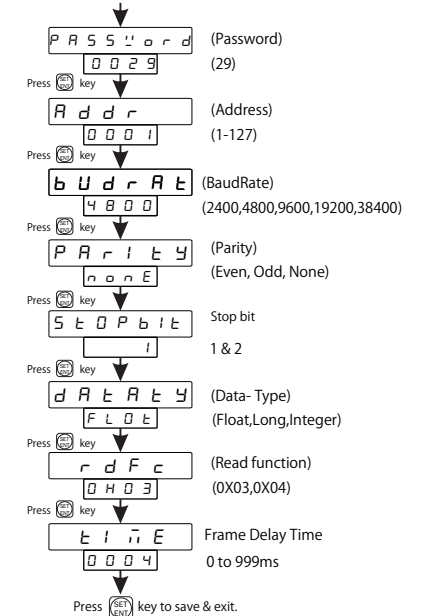 PASSWord (Password)
0029 (29)
Press SET ENT key
Addr (Address)
0001 (1-127)
Press SET ENT key
bUdrAt (BaudRate)
4800 (2400,4800,9600,19200,38400)
Press SET ENT key
PArItY (Parity)
nonE (Even, Odd, None)
Press SET ENT key
StOPbIt Stop bit
1 1 & 2
Press SET ENT key
dAtAtY (Data- Type)
FLOt (Float,Long,Integer)
Press SET ENT key
rdFc (Read function)
0H03 (0X03,0X04)
Press SET ENT key
tImE Frame Delay Time
0004 0 to 999ms
Press SET ENT key to save & exit.